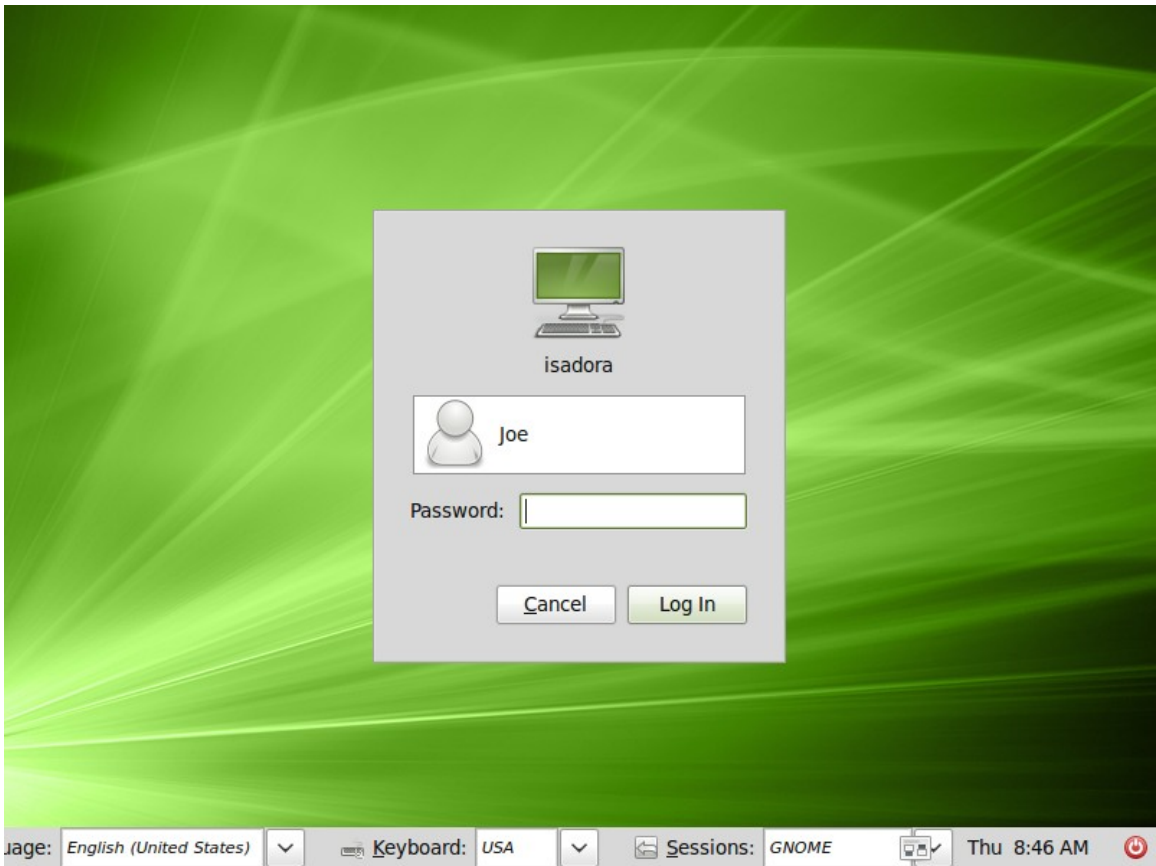 isadora
Joe
Password:
Cancel Log In
uage: English (United States) Keyboard: USA Sessions: GNOME Thu 8:46 AM